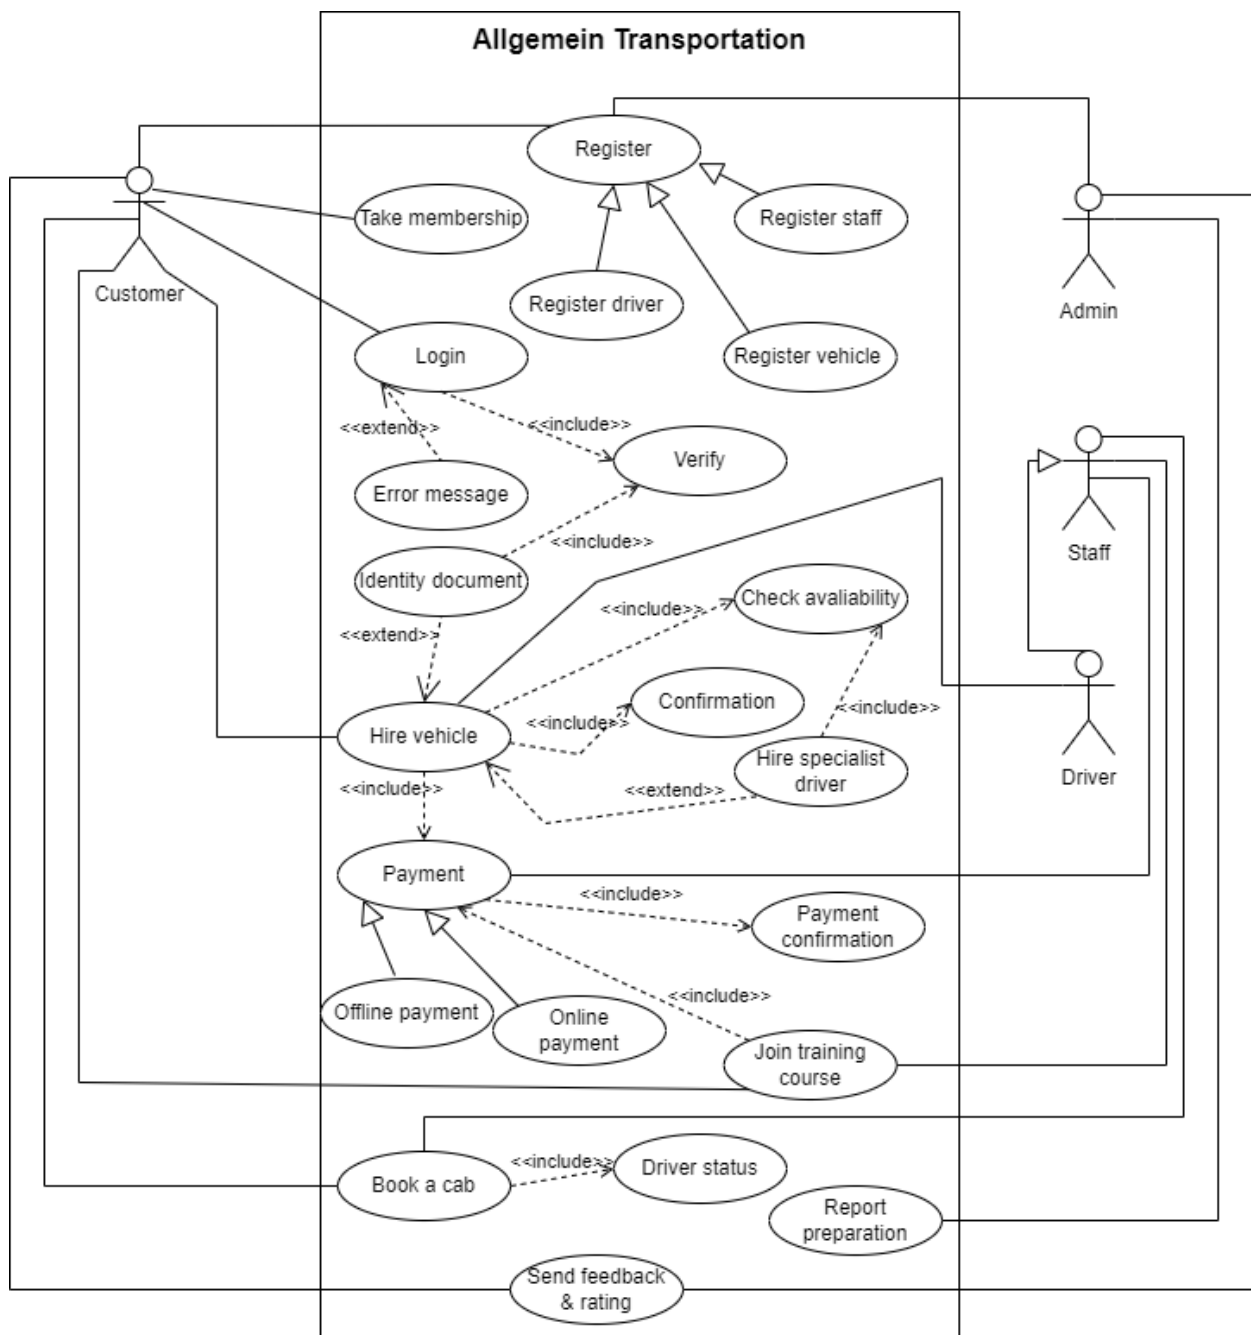 Allgemein Transportation
Register
Take membership
Register staff
Customer
Register driver
Admin
Login
Register vehicle
<<extend>>
<<include>>
Verify
Error message
<<include>>
Staff
Identity document
Check avaliability
<<include>>
<<extend>>
Confirmation
<<include>>
<<include>>
Hire vehicle
Hire specialist
driver
Driver
<<include>>
<<extend>>
Payment
<<include>>
Payment
confirmation
<<include>>
Offline payment
Online
payment
Join training
course
<<include>>
Driver status
Book a cab
Report
preparation
Send feedback
& rating